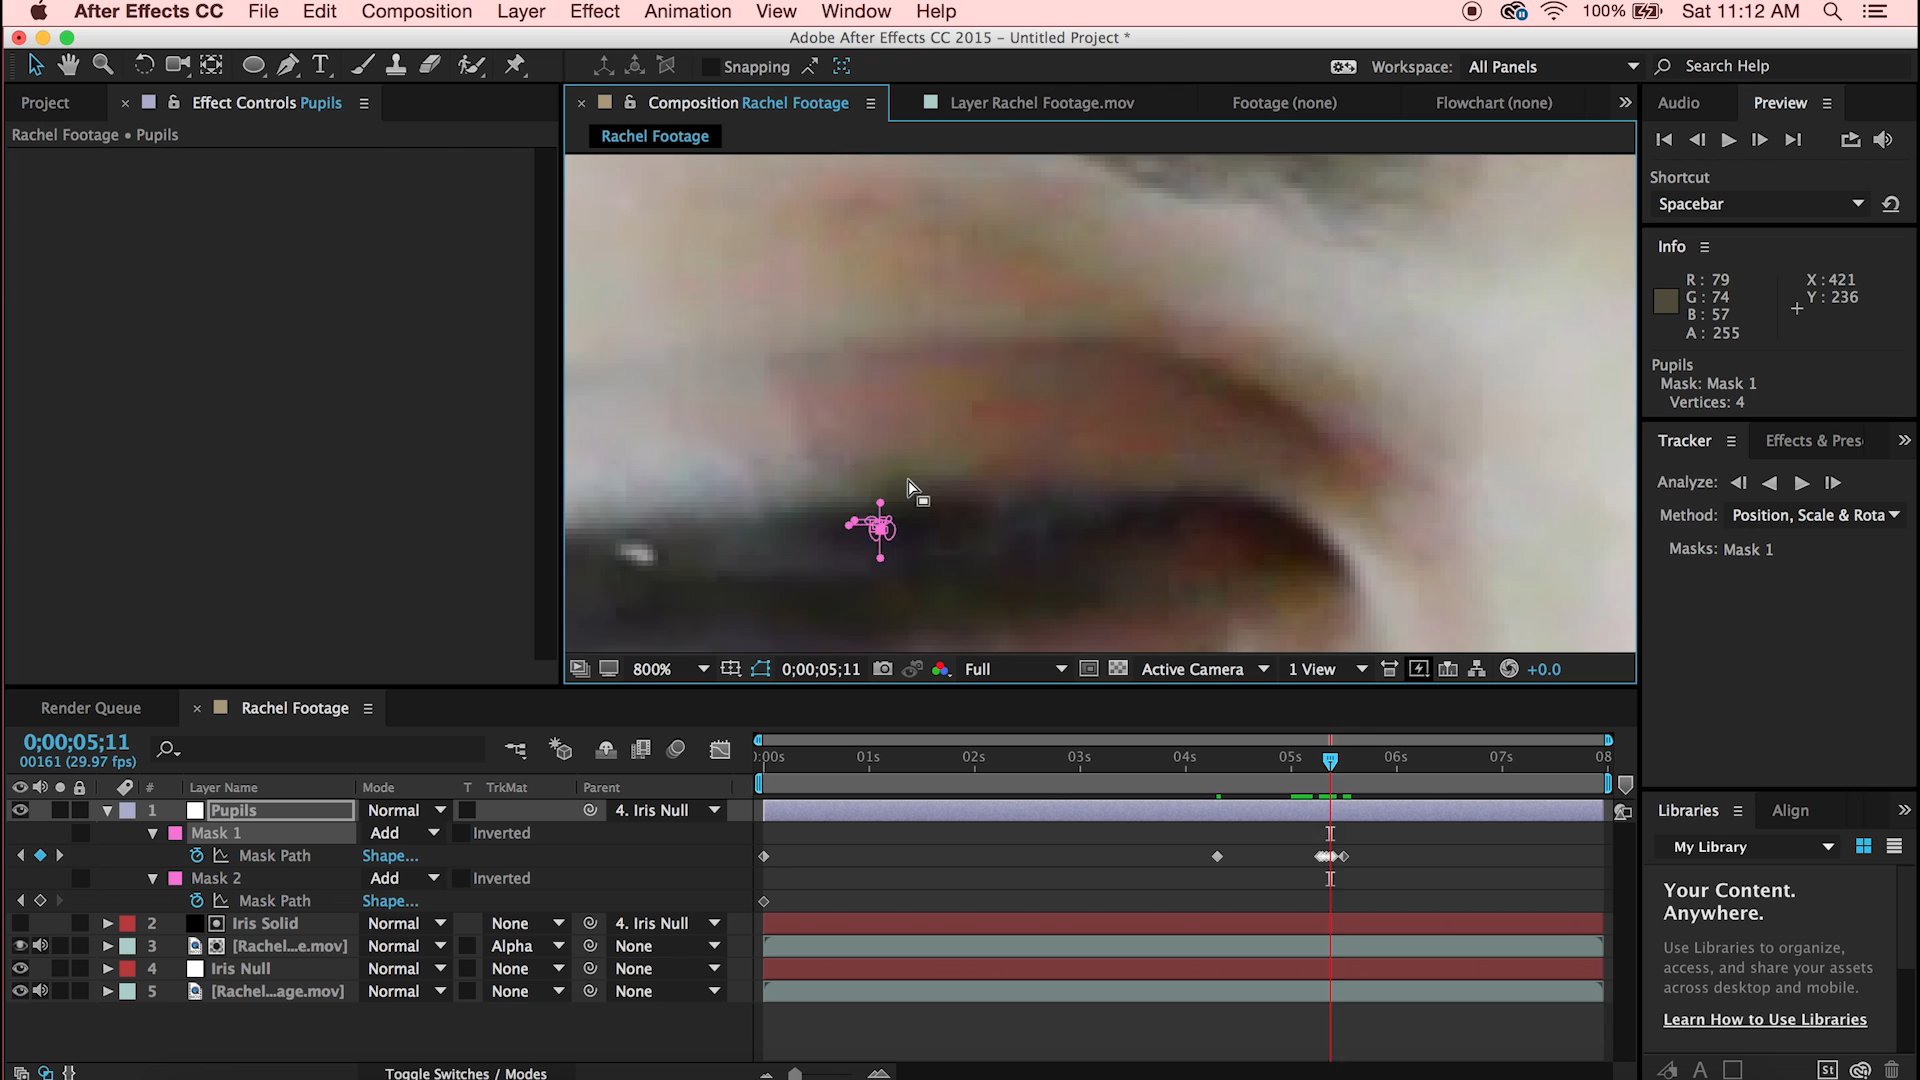 After Effects CC File Edit Composition Layer Effect Animation View Window Help 100% Sat 11:12 AM
Adobe After Effects CC 2015 – Untitled Project *
Snapping Workspace: All Panels Search Help
Project × Effect Controls Pupils × Composition Rachel Footage Layer Rachel Footage.mov Footage (none) Flowchart (none) Audio Preview
Rachel Footage • Pupils
Rachel Footage
Shortcut
Spacebar
Info
R: 79 X: 421
G: 74 Y: 236
B: 57
A: 255
Pupils
Mask: Mask 1
Vertices: 4
Tracker Effects & Pres
Analyze:
Method: Position, Scale & Rota
Masks: Mask 1
800% 0;00;05;11 Full Active Camera 1 View +0.0
Render Queue × Rachel Footage
0;00;05;11
00161 (29.97 fps)
:00s 01s 02s 03s 04s 05s 06s 07s 08
# Layer Name Mode T TrkMat Parent
1 Pupils Normal 4. Iris Null
Mask 1 Add Inverted
Mask Path Shape...
Mask 2 Add Inverted
Mask Path Shape...
2 Iris Solid Normal None 4. Iris Null
3 [Rachel...e.mov] Normal Alpha None
4 Iris Null Normal None None
5 [Rachel...age.mov] Normal None None
Toggle Switches / Modes
Libraries Align
My Library
Your Content.
Anywhere.
Use Libraries to organize,
access, and share your assets
across desktop and mobile.
Learn How to Use Libraries
St